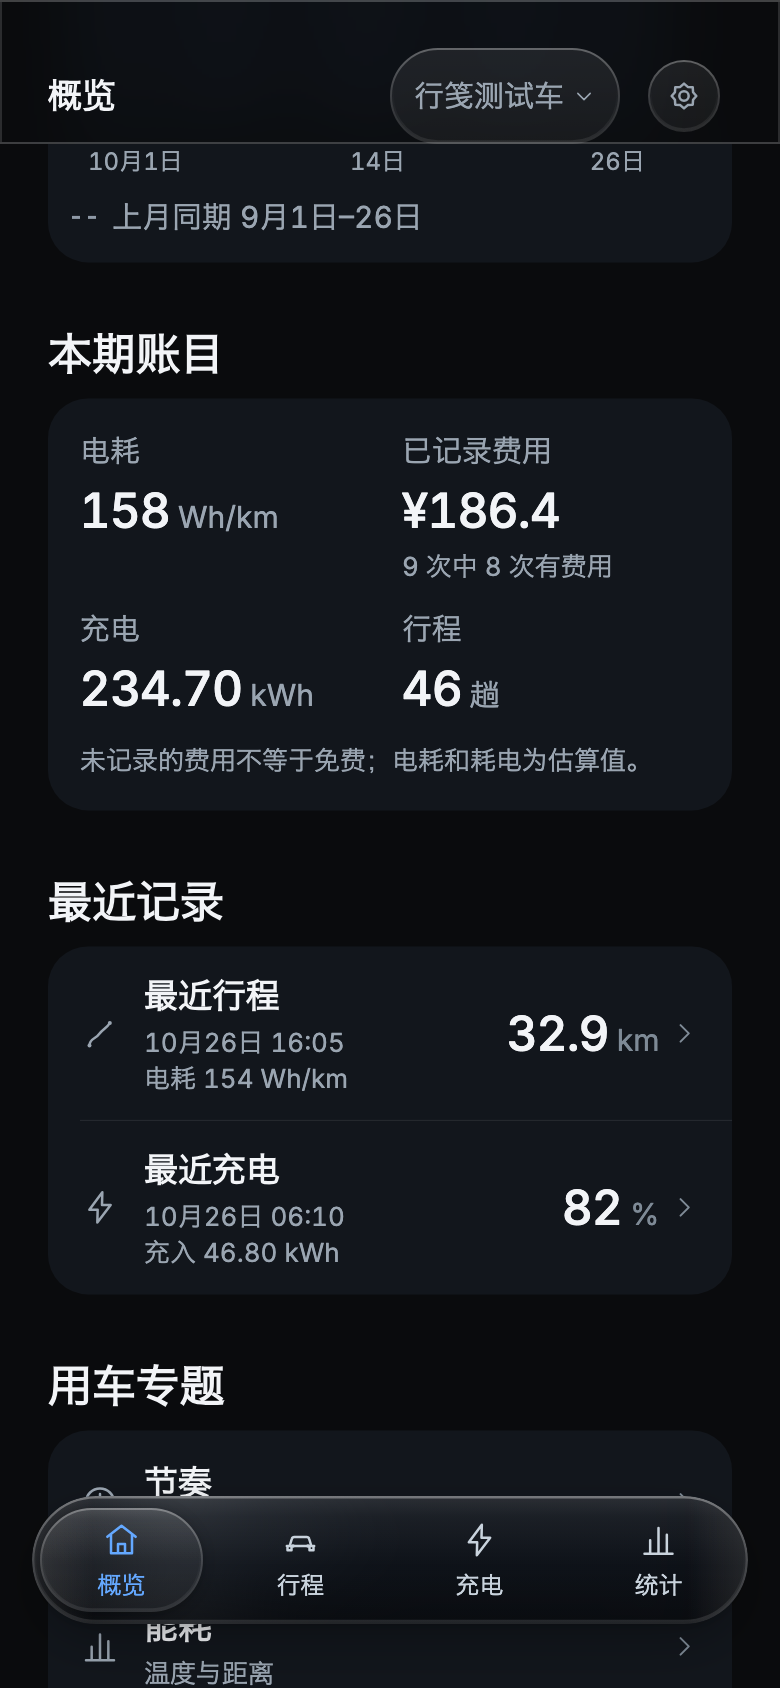 概览
行笺测试车
10月1日 14日 26日
-- 上月同期 9月1日–26日
本期账目
电耗 已记录费用
158 Wh/km ¥186.4
9 次中 8 次有费用
充电 行程
234.70 kWh 46 趟
未记录的费用不等于免费；电耗和耗电为估算值。
最近记录
最近行程
10月26日 16:05
电耗 154 Wh/km
32.9 km
最近充电
10月26日 06:10
充入 46.80 kWh
82 %
用车专题
节奏
能耗
温度与距离
概览 行程 充电 统计